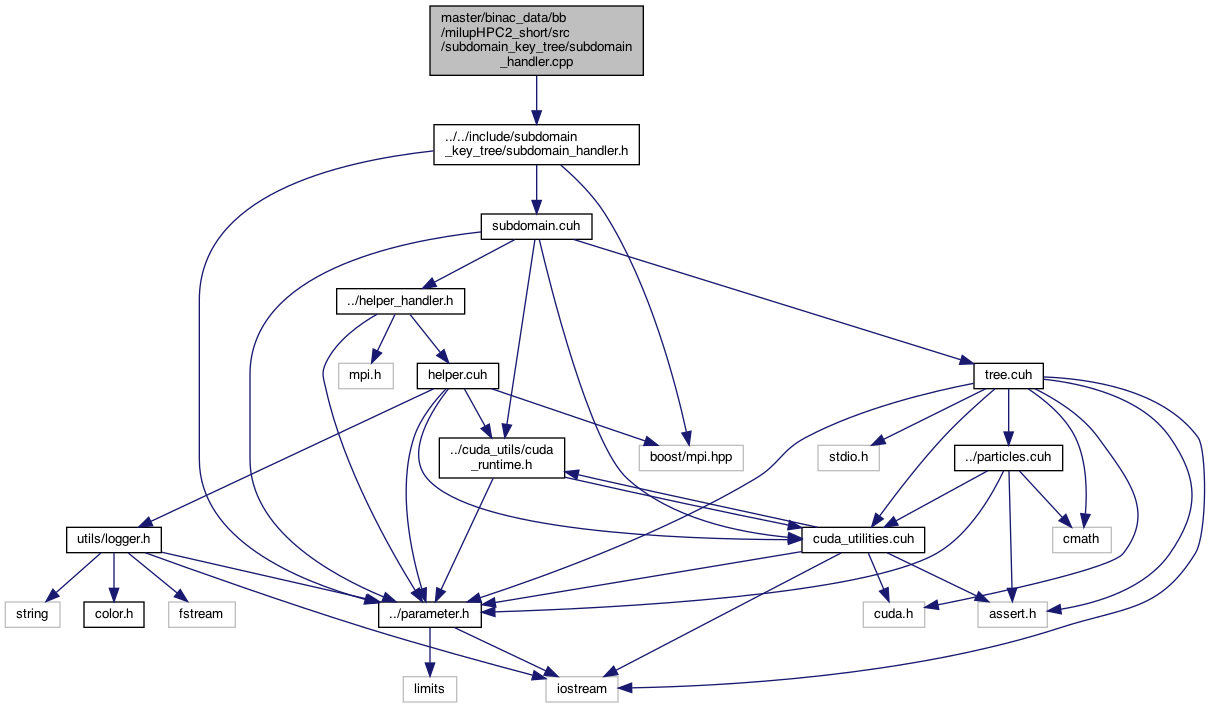 master/binac_data/bb
/milupHPC2_short/src
/subdomain_key_tree/subdomain
_handler.cpp
../../include/subdomain
_key_tree/subdomain_handler.h
subdomain.cuh
../helper_handler.h
mpi.h
helper.cuh
tree.cuh
../cuda_utils/cuda
_runtime.h
boost/mpi.hpp
stdio.h
../particles.cuh
utils/logger.h
cuda_utilities.cuh
cmath
string
color.h
fstream
../parameter.h
cuda.h
assert.h
limits
iostream